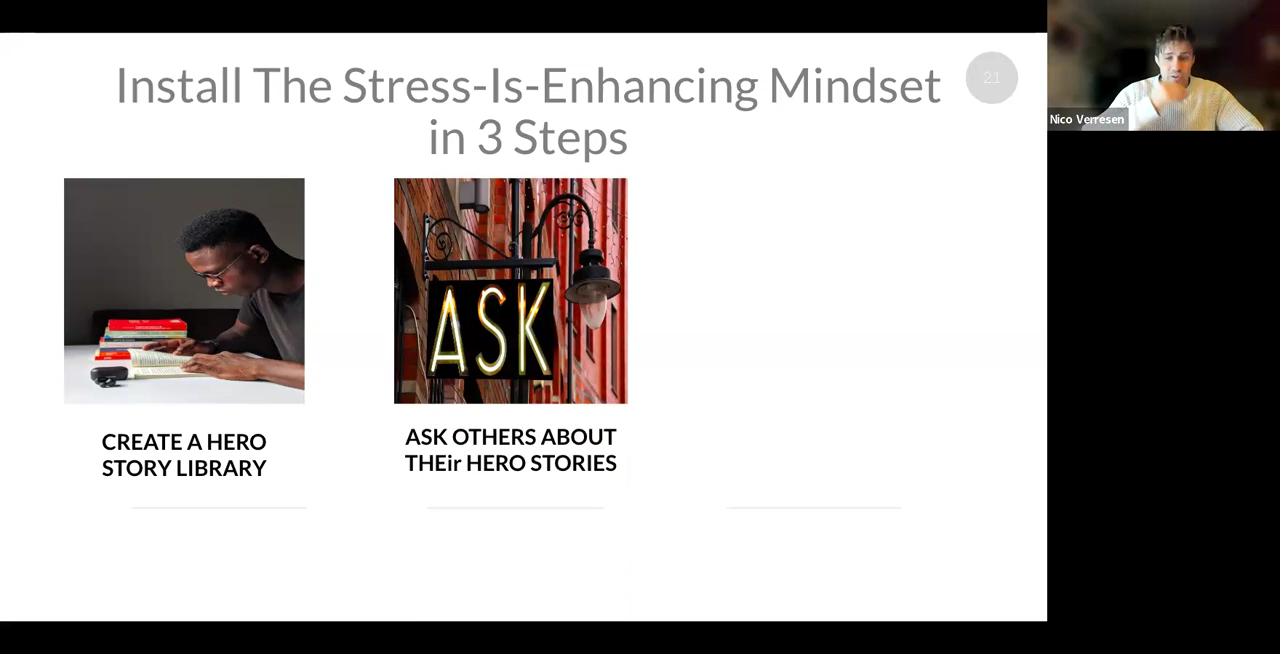 Install The Stress-Is-Enhancing Mindset
in 3 Steps
21
Nico Verresen
ASK
CREATE A HERO
STORY LIBRARY
ASK OTHERS ABOUT
THEir HERO STORIES